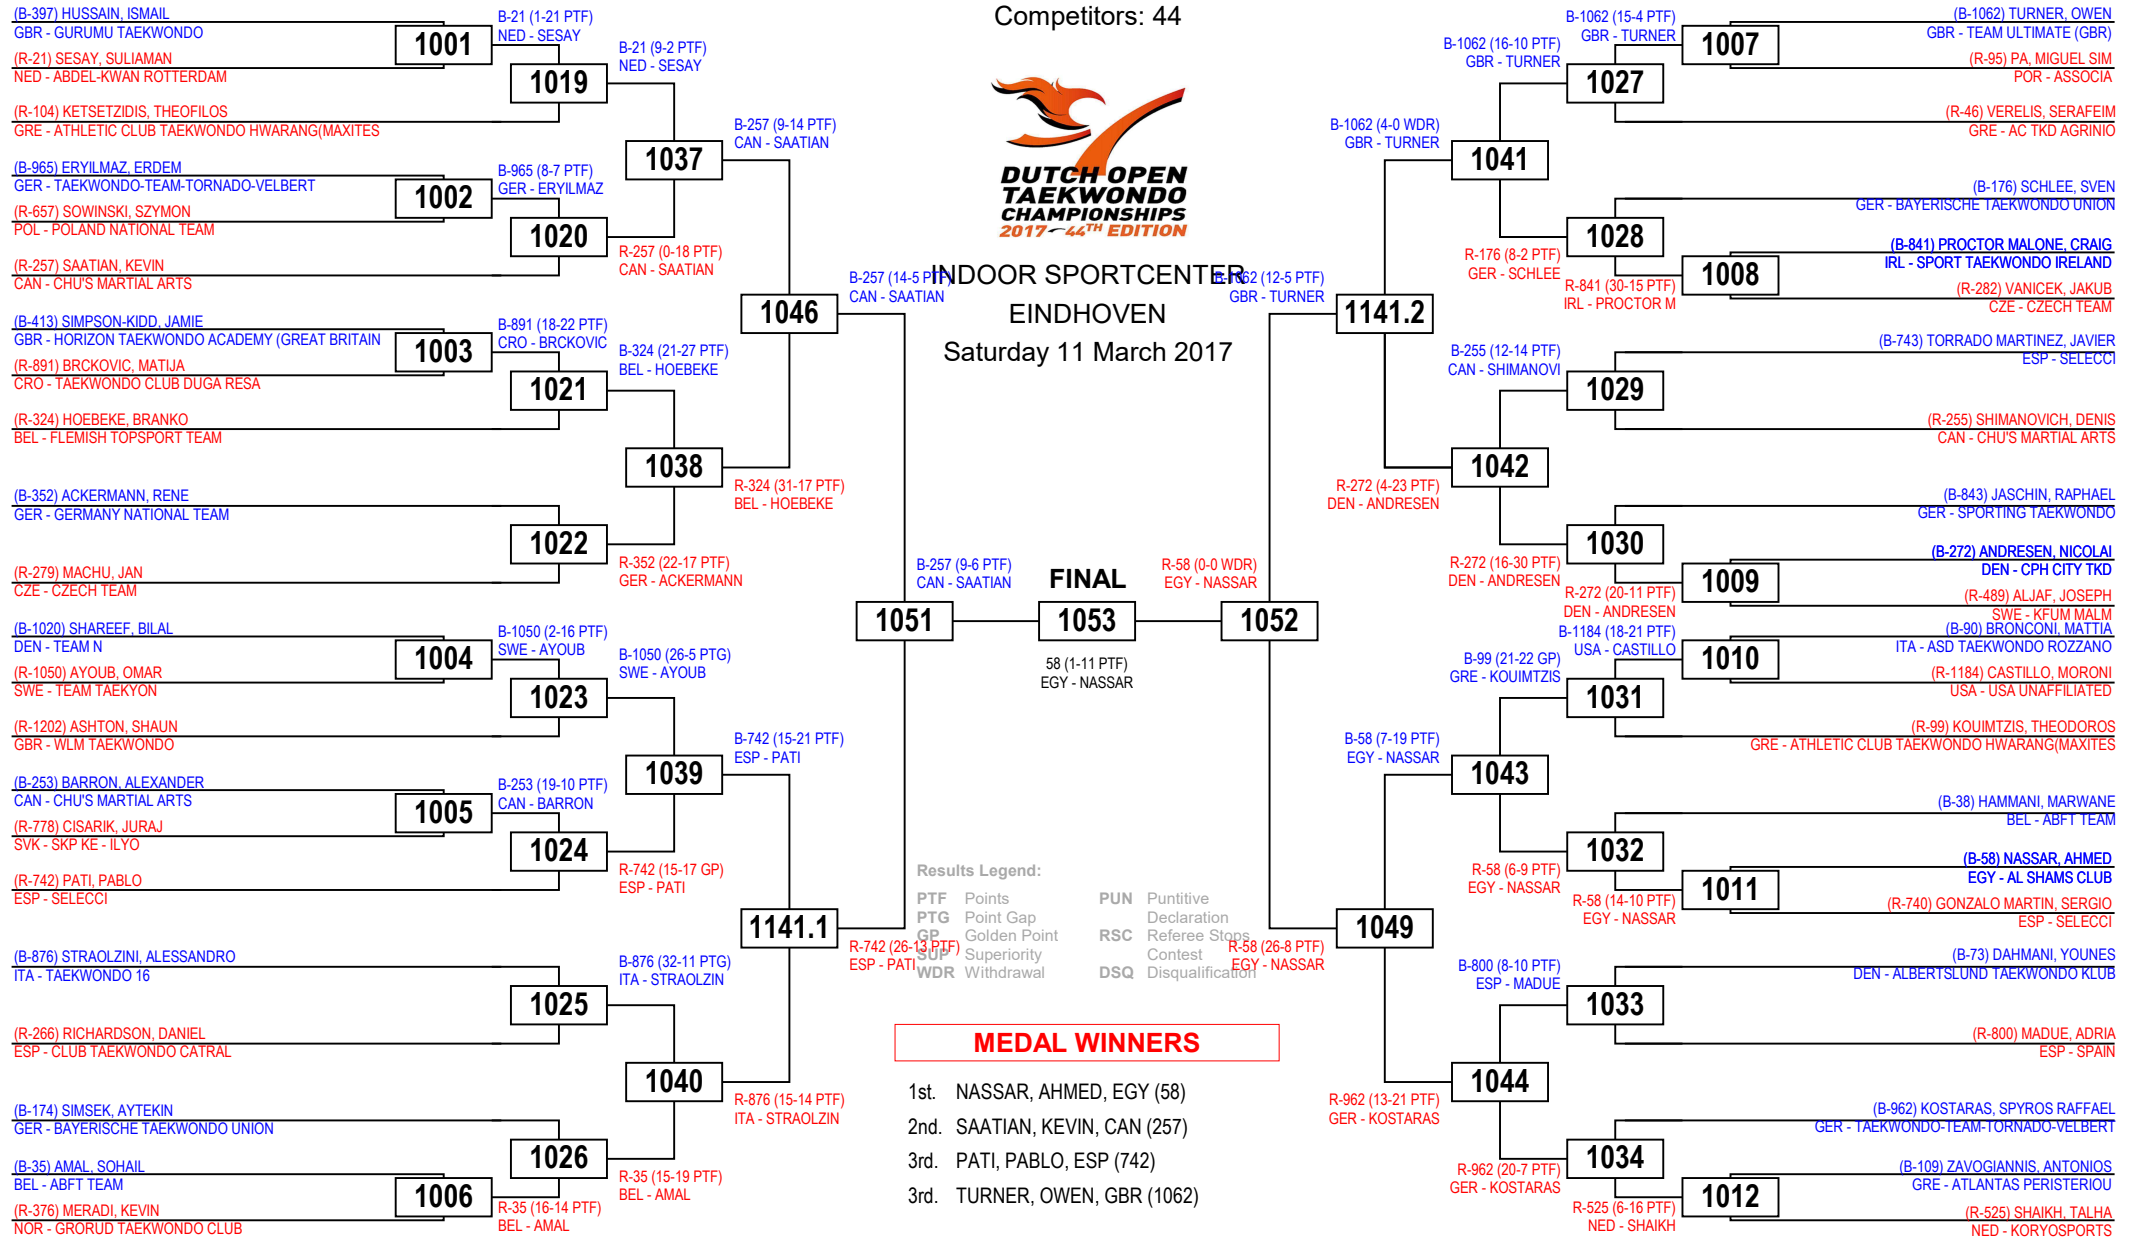 Competitors: 44
DUTCH OPEN
TAEKWONDO
CHAMPIONSHIPS
2017 - 44TH EDITION
INDOOR SPORTCENTER
EINDHOVEN
Saturday 11 March 2017
(B-397) HUSSAIN, ISMAIL
GBR - GURUMU TAEKWONDO
1001
(R-21) SESAY, SULIAMAN
NED - ABDEL-KWAN ROTTERDAM
B-21 (1-21 PTF)
NED - SESAY
1019
(R-104) KETSETZIDIS, THEOFILOS
GRE - ATHLETIC CLUB TAEKWONDO HWARANG(MAXITES
B-21 (9-2 PTF)
NED - SESAY
1037
(B-965) ERYILMAZ, ERDEM
GER - TAEKWONDO-TEAM-TORNADO-VELBERT
1002
(R-657) SOWINSKI, SZYMON
POL - POLAND NATIONAL TEAM
B-965 (8-7 PTF)
GER - ERYILMAZ
1020
(R-257) SAATIAN, KEVIN
CAN - CHU'S MARTIAL ARTS
R-257 (0-18 PTF)
CAN - SAATIAN
B-257 (9-14 PTF)
CAN - SAATIAN
1046
(B-413) SIMPSON-KIDD, JAMIE
GBR - HORIZON TAEKWONDO ACADEMY (GREAT BRITAIN
1003
(R-891) BRCKOVIC, MATIJA
CRO - TAEKWONDO CLUB DUGA RESA
B-891 (18-22 PTF)
CRO - BRCKOVIC
1021
(R-324) HOEBEKE, BRANKO
BEL - FLEMISH TOPSPORT TEAM
B-324 (21-27 PTF)
BEL - HOEBEKE
1038
(B-352) ACKERMANN, RENE
GER - GERMANY NATIONAL TEAM
1022
(R-279) MACHU, JAN
CZE - CZECH TEAM
R-352 (22-17 PTF)
GER - ACKERMANN
R-324 (31-17 PTF)
BEL - HOEBEKE
B-257 (14-5 PTF)
CAN - SAATIAN
1051
(B-1020) SHAREEF, BILAL
DEN - TEAM N
1004
(R-1050) AYOUB, OMAR
SWE - TEAM TAEKYON
B-1050 (2-16 PTF)
SWE - AYOUB
1023
(R-1202) ASHTON, SHAUN
GBR - WLM TAEKWONDO
B-1050 (26-5 PTG)
SWE - AYOUB
1039
(B-253) BARRON, ALEXANDER
CAN - CHU'S MARTIAL ARTS
1005
(R-778) CISARIK, JURAJ
SVK - SKP KE - ILYO
B-253 (19-10 PTF)
CAN - BARRON
1024
(R-742) PATI, PABLO
ESP - SELECCI
R-742 (15-17 GP)
ESP - PATI
B-742 (15-21 PTF)
ESP - PATI
1141.1
(B-876) STRAOLZINI, ALESSANDRO
ITA - TAEKWONDO 16
1025
(R-266) RICHARDSON, DANIEL
ESP - CLUB TAEKWONDO CATRAL
B-876 (32-11 PTG)
ITA - STRAOLZIN
1040
(B-174) SIMSEK, AYTEKIN
GER - BAYERISCHE TAEKWONDO UNION
1026
(B-35) AMAL, SOHAIL
BEL - ABFT TEAM
1006
(R-376) MERADI, KEVIN
NOR - GRORUD TAEKWONDO CLUB
R-35 (16-14 PTF)
BEL - AMAL
R-35 (15-19 PTF)
BEL - AMAL
R-876 (15-14 PTF)
ITA - STRAOLZIN
R-742 (26-13 PTF)
ESP - PATI
B-257 (9-6 PTF)
CAN - SAATIAN
FINAL
1053
58 (1-11 PTF)
EGY - NASSAR
R-58 (0-0 WDR)
EGY - NASSAR
1052
B-1062 (12-5 PTF)
GBR - TURNER
1141.2
B-1062 (4-0 WDR)
GBR - TURNER
1041
B-1062 (16-10 PTF)
GBR - TURNER
1027
B-1062 (15-4 PTF)
GBR - TURNER
1007
(B-1062) TURNER, OWEN
GBR - TEAM ULTIMATE (GBR)
(R-95) PA, MIGUEL SIM
POR - ASSOCIA
(R-46) VERELIS, SERAFEIM
GRE - AC TKD AGRINIO
(B-176) SCHLEE, SVEN
GER - BAYERISCHE TAEKWONDO UNION
1028
R-176 (8-2 PTF)
GER - SCHLEE
(B-841) PROCTOR MALONE, CRAIG
IRL - SPORT TAEKWONDO IRELAND
1008
R-841 (30-15 PTF)
IRL - PROCTOR M
(R-282) VANICEK, JAKUB
CZE - CZECH TEAM
(B-743) TORRADO MARTINEZ, JAVIER
ESP - SELECCI
B-255 (12-14 PTF)
CAN - SHIMANOVI
1029
(R-255) SHIMANOVICH, DENIS
CAN - CHU'S MARTIAL ARTS
1042
R-272 (4-23 PTF)
DEN - ANDRESEN
(B-843) JASCHIN, RAPHAEL
GER - SPORTING TAEKWONDO
1030
R-272 (16-30 PTF)
DEN - ANDRESEN
(B-272) ANDRESEN, NICOLAI
DEN - CPH CITY TKD
1009
R-272 (20-11 PTF)
DEN - ANDRESEN
(R-489) ALJAF, JOSEPH
SWE - KFUM MALM
(B-90) BRONCONI, MATTIA
ITA - ASD TAEKWONDO ROZZANO
B-1184 (18-21 PTF)
USA - CASTILLO
1010
(R-1184) CASTILLO, MORONI
USA - USA UNAFFILIATED
B-99 (21-22 GP)
GRE - KOUIMTZIS
1031
(R-99) KOUIMTZIS, THEODOROS
GRE - ATHLETIC CLUB TAEKWONDO HWARANG(MAXITES
B-58 (7-19 PTF)
EGY - NASSAR
1043
(B-38) HAMMANI, MARWANE
BEL - ABFT TEAM
1032
R-58 (6-9 PTF)
EGY - NASSAR
(B-58) NASSAR, AHMED
EGY - AL SHAMS CLUB
1011
R-58 (14-10 PTF)
EGY - NASSAR
(R-740) GONZALO MARTIN, SERGIO
ESP - SELECCI
1049
R-58 (26-8 PTF)
EGY - NASSAR
(B-73) DAHMANI, YOUNES
DEN - ALBERTSLUND TAEKWONDO KLUB
B-800 (8-10 PTF)
ESP - MADUE
1033
(R-800) MADUE, ADRIA
ESP - SPAIN
1044
R-962 (13-21 PTF)
GER - KOSTARAS
(B-962) KOSTARAS, SPYROS RAFFAEL
GER - TAEKWONDO-TEAM-TORNADO-VELBERT
1034
R-962 (20-7 PTF)
GER - KOSTARAS
(B-109) ZAVOGIANNIS, ANTONIOS
GRE - ATLANTAS PERISTERIOU
1012
R-525 (6-16 PTF)
NED - SHAIKH
(R-525) SHAIKH, TALHA
NED - KORYOSPORTS
Results Legend:
PTF Points PUN Puntitive
PTG Point Gap Declaration
GP Golden Point RSC Referee Stops
SUP Superiority Contest
WDR Withdrawal DSQ Disqualification
MEDAL WINNERS
1st. NASSAR, AHMED, EGY (58)
2nd. SAATIAN, KEVIN, CAN (257)
3rd. PATI, PABLO, ESP (742)
3rd. TURNER, OWEN, GBR (1062)